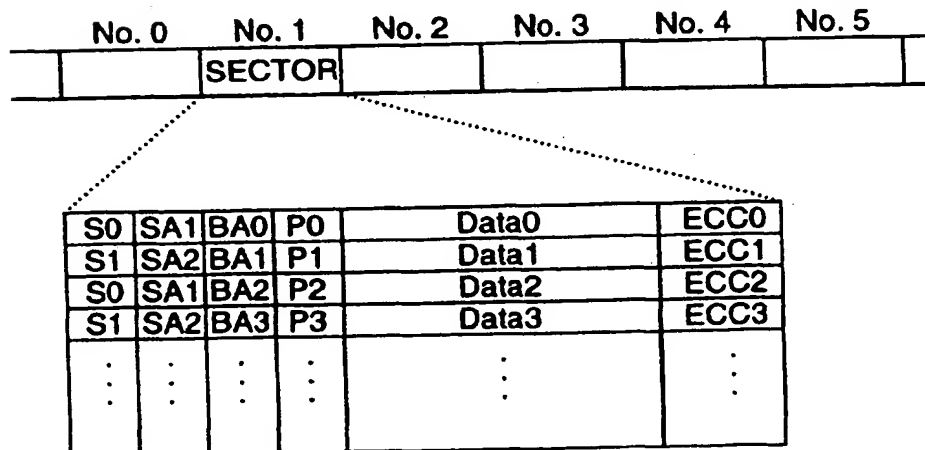 No. 0 No. 1 No. 2 No. 3 No. 4 No. 5
SECTOR
S0 SA1 BA0 P0 Data0 ECC0
S1 SA2 BA1 P1 Data1 ECC1
S0 SA1 BA2 P2 Data2 ECC2
S1 SA2 BA3 P3 Data3 ECC3